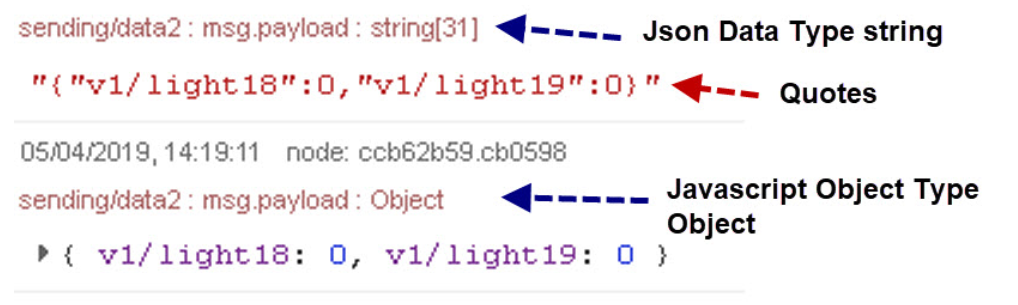 sending/data2 : msg.payload : string[31]
Json Data Type string
"{"v1/light18":0,"v1/light19":0}"
Quotes
05/04/2019, 14:19:11 node: ccb62b59.cb0598
sending/data2 : msg.payload : Object
Javascript Object Type
Object
{ v1/light18: 0, v1/light19: 0 }